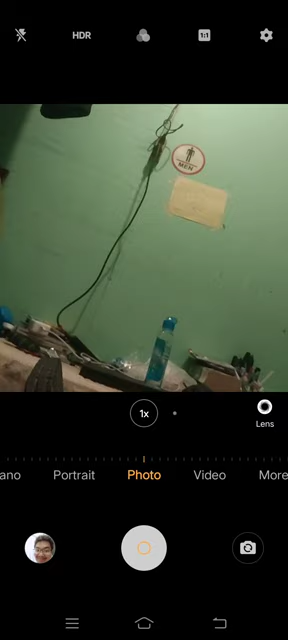 HDR
1:1
MEN
1x
Lens
ano
Portrait
Photo
Video
More